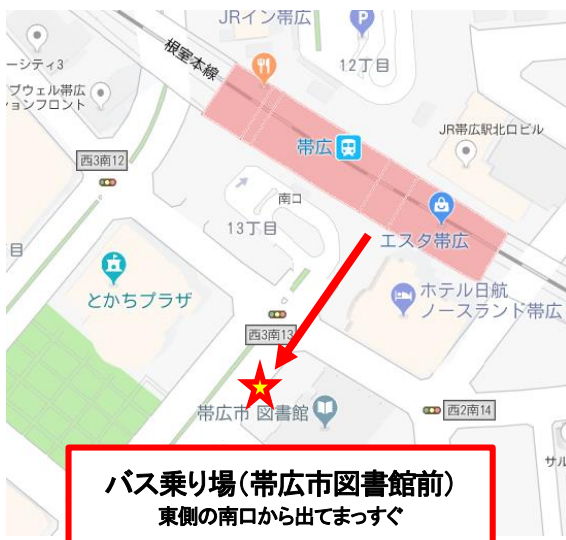 JRイン帯広
根室本線
12丁目
ーシティ3
プウェル帯広
ションフロント
JR帯広駅北口ビル
帯広
西3南12
南口
13丁目
エスタ帯広
目
とかちプラザ
ホテル日航
ノースランド帯広
西3南13
帯広市 図書館
西2南14
サル
バス乗り場(帯広市図書館前)
東側の南口から出てまっすぐ